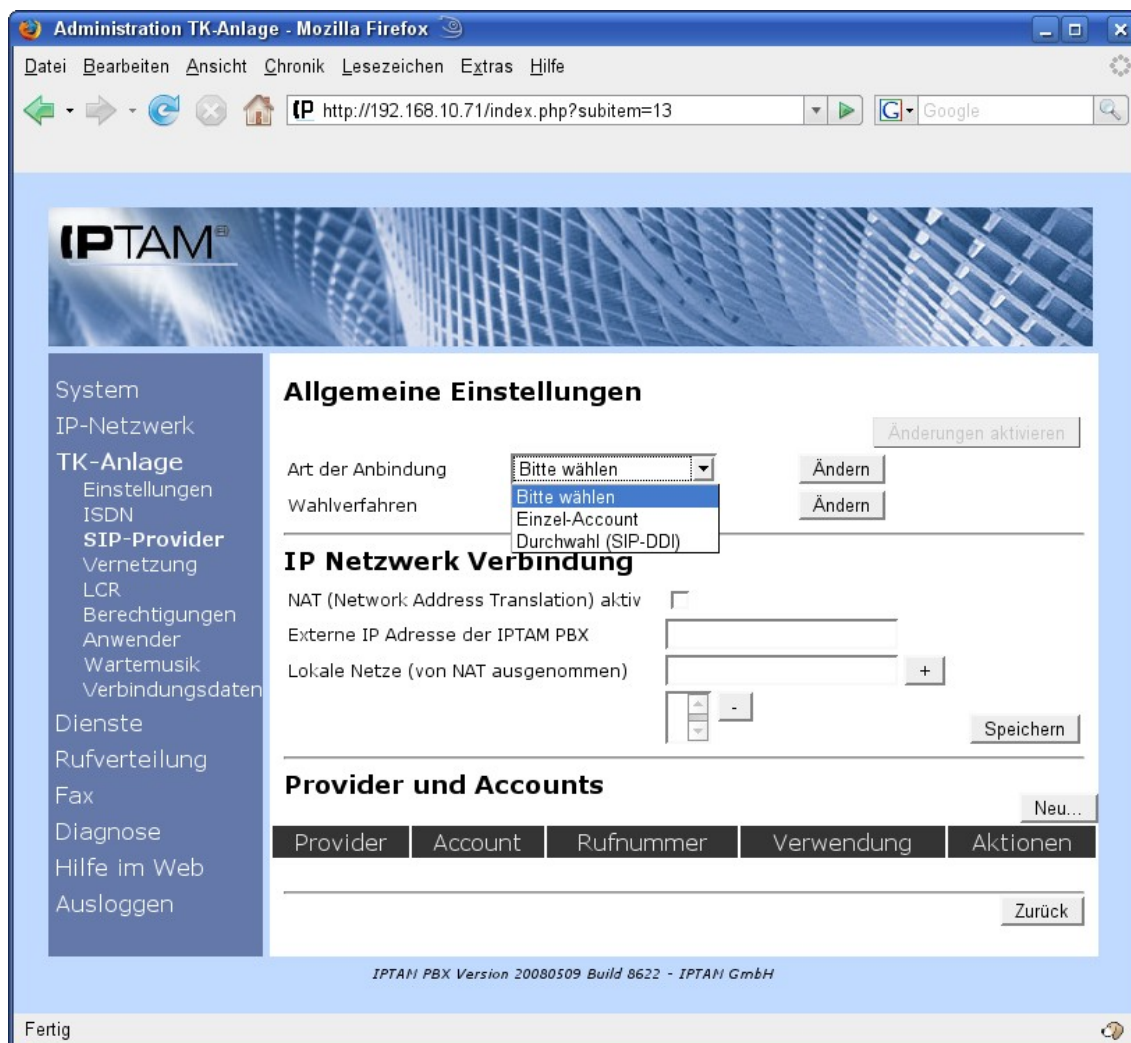 Administration TK-Anlage - Mozilla Firefox
Datei Bearbeiten Ansicht Chronik Lesezeichen Extras Hilfe
(P http://192.168.10.71/index.php?subitem=13 G Google
(PTAM®
System
IP-Netzwerk
TK-Anlage
Einstellungen
ISDN
SIP-Provider
Vernetzung
LCR
Berechtigungen
Anwender
Wartemusik
Verbindungsdaten
Dienste
Rufverteilung
Fax
Diagnose
Hilfe im Web
Ausloggen
Allgemeine Einstellungen
Änderungen aktivieren
Art der Anbindung Bitte wählen Ändern
Wahlverfahren Ändern
Bitte wählen
Einzel-Account
Durchwahl (SIP-DDI)
IP Netzwerk Verbindung
NAT (Network Address Translation) aktiv
Externe IP Adresse der IPTAM PBX
Lokale Netze (von NAT ausgenommen) +
-
Speichern
Provider und Accounts
Neu...
Provider Account Rufnummer Verwendung Aktionen
Zurück
IPTAM PBX Version 20080509 Build 8622 - IPTAM GmbH
Fertig